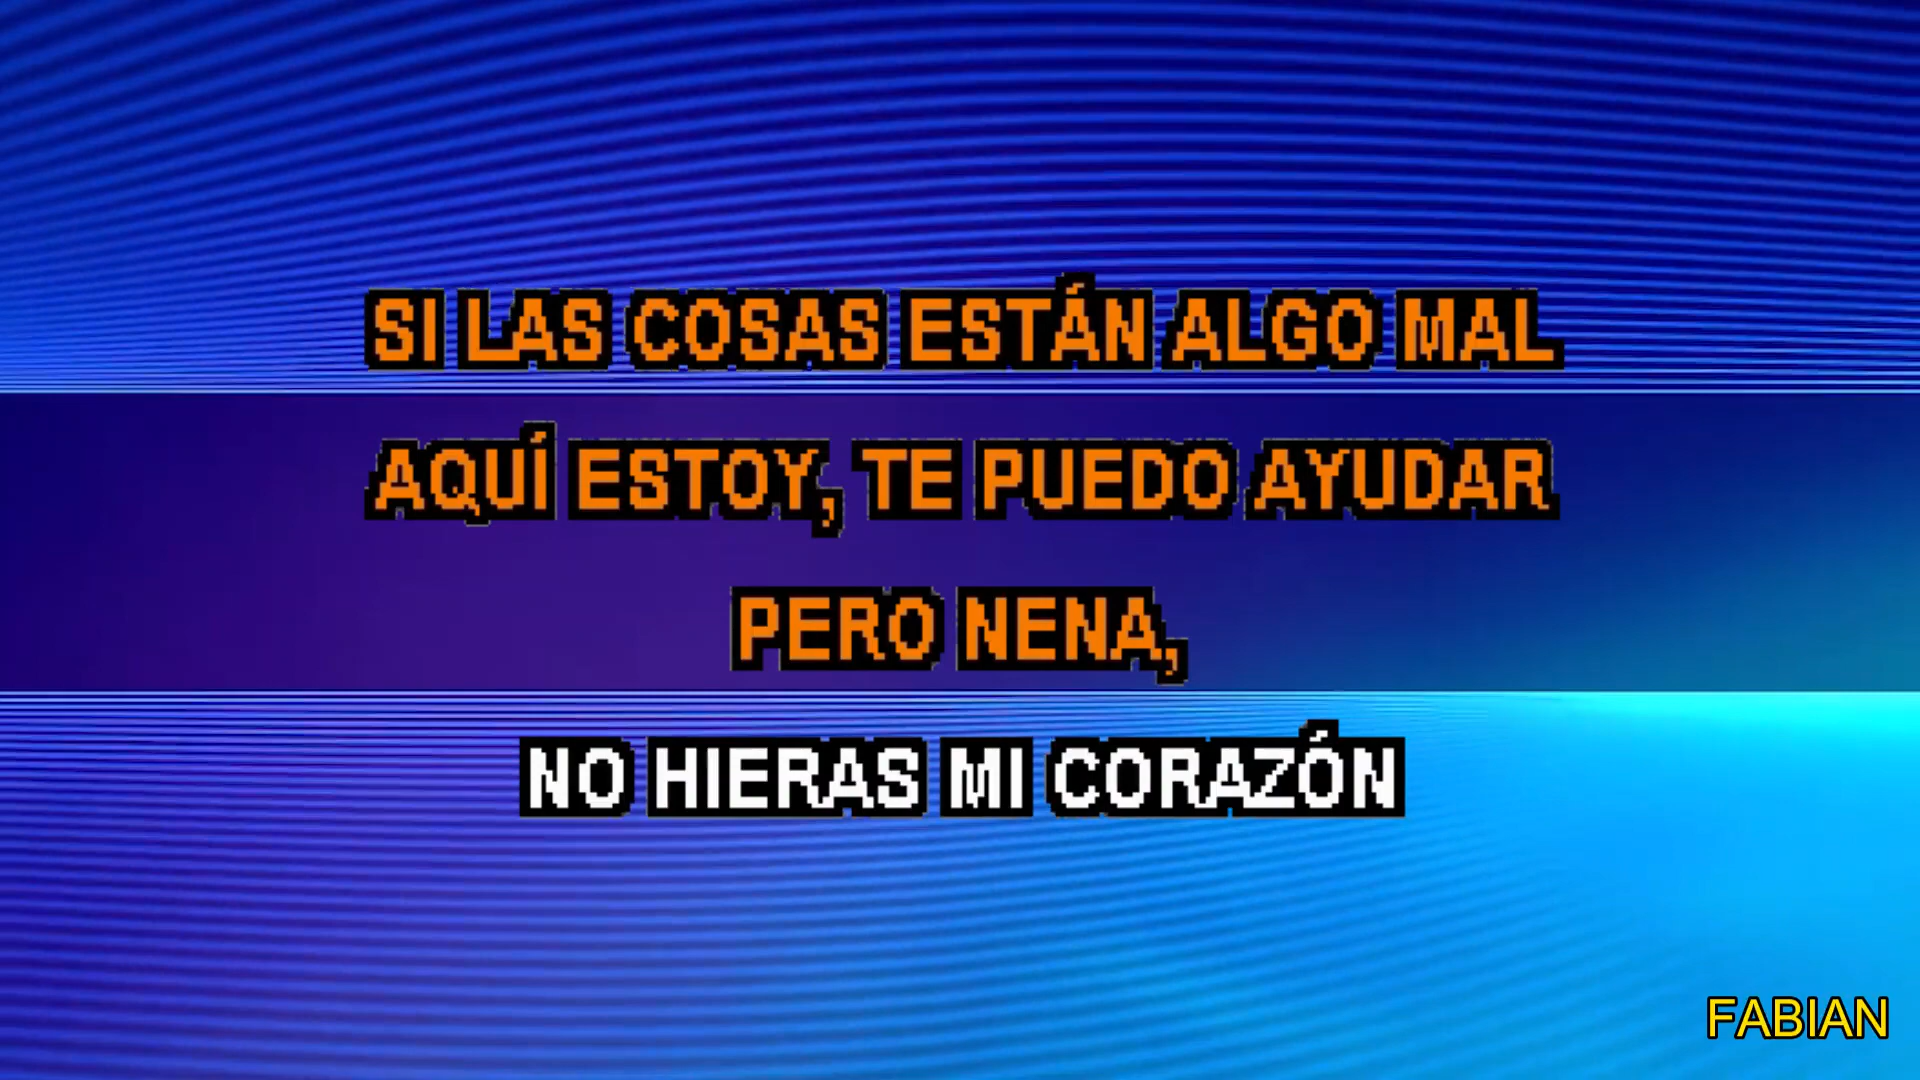 SI LAS COSAS ESTÁN ALGO MAL
AQUÍ ESTOY, TE PUEDO AYUDAR
PERO NENA,
NO HIERAS MI CORAZÓN
FABIAN